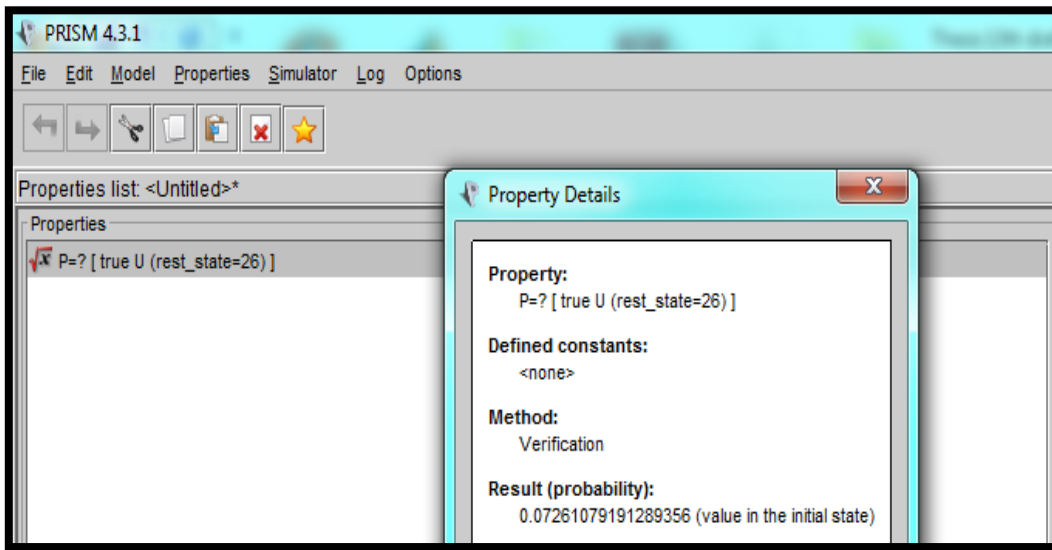 PRISM 4.3.1
File Edit Model Properties Simulator Log Options
Properties list: <Untitled>*
Properties
P=? [ true U (rest_state=26) ]
Property Details
Property:
P=? [ true U (rest_state=26) ]
Defined constants:
<none>
Method:
Verification
Result (probability):
0.07261079191289356 (value in the initial state)